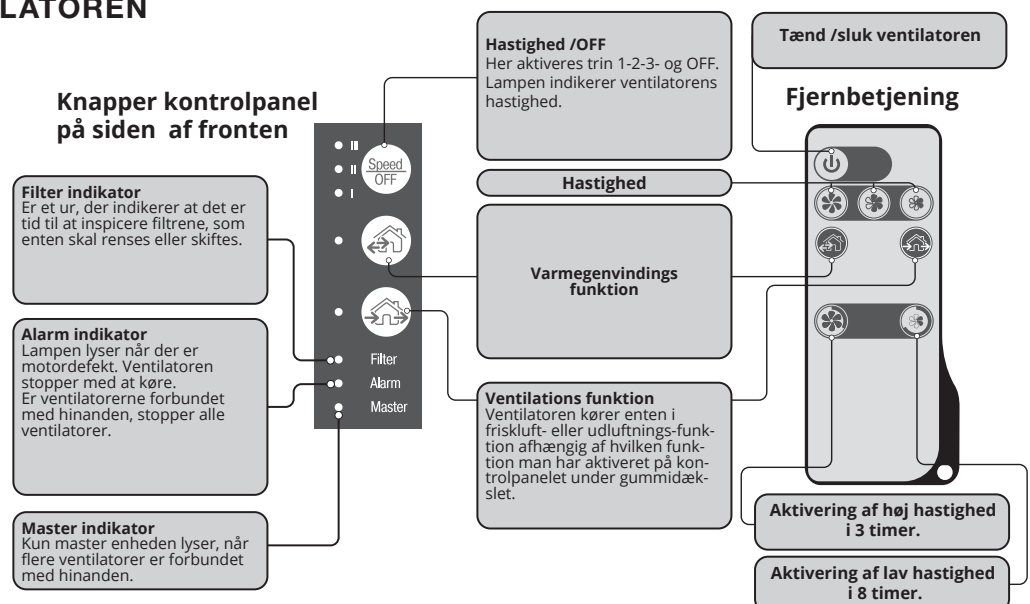 LATOREN
Knapper kontrolpanel
på siden af fronten
Filter indikator
Er et ur, der indikerer at det er
tid til at inspicere filtrene, som
enten skal renses eller skiftes.
Alarm indikator
Lampen lyser når der er
motordefekt. Ventilatoren
stopper med at køre.
Er ventilatorerne forbundet
med hinanden, stopper alle
ventilatorer.
Master indikator
Kun master enheden lyser, når
flere ventilatorer er forbundet
med hinanden.
III
II
I
Speed
OFF
Filter
Alarm
Master
Hastighed /OFF
Her aktiveres trin 1-2-3- og OFF.
Lampen indikerer ventilatorens
hastighed.
Hastighed
Varmegenvindings
funktion
Ventilations funktion
Ventilatoren kører enten i
friskluft- eller udluftnings-funk-
tion afhængig af hvilken funk-
tion man har aktiveret på kon-
trolpanelet under gummidæk-
slet.
Tænd /sluk ventilatoren
Fjernbetjening
Aktivering af høj hastighed
i 3 timer.
Aktivering af lav hastighed
i 8 timer.